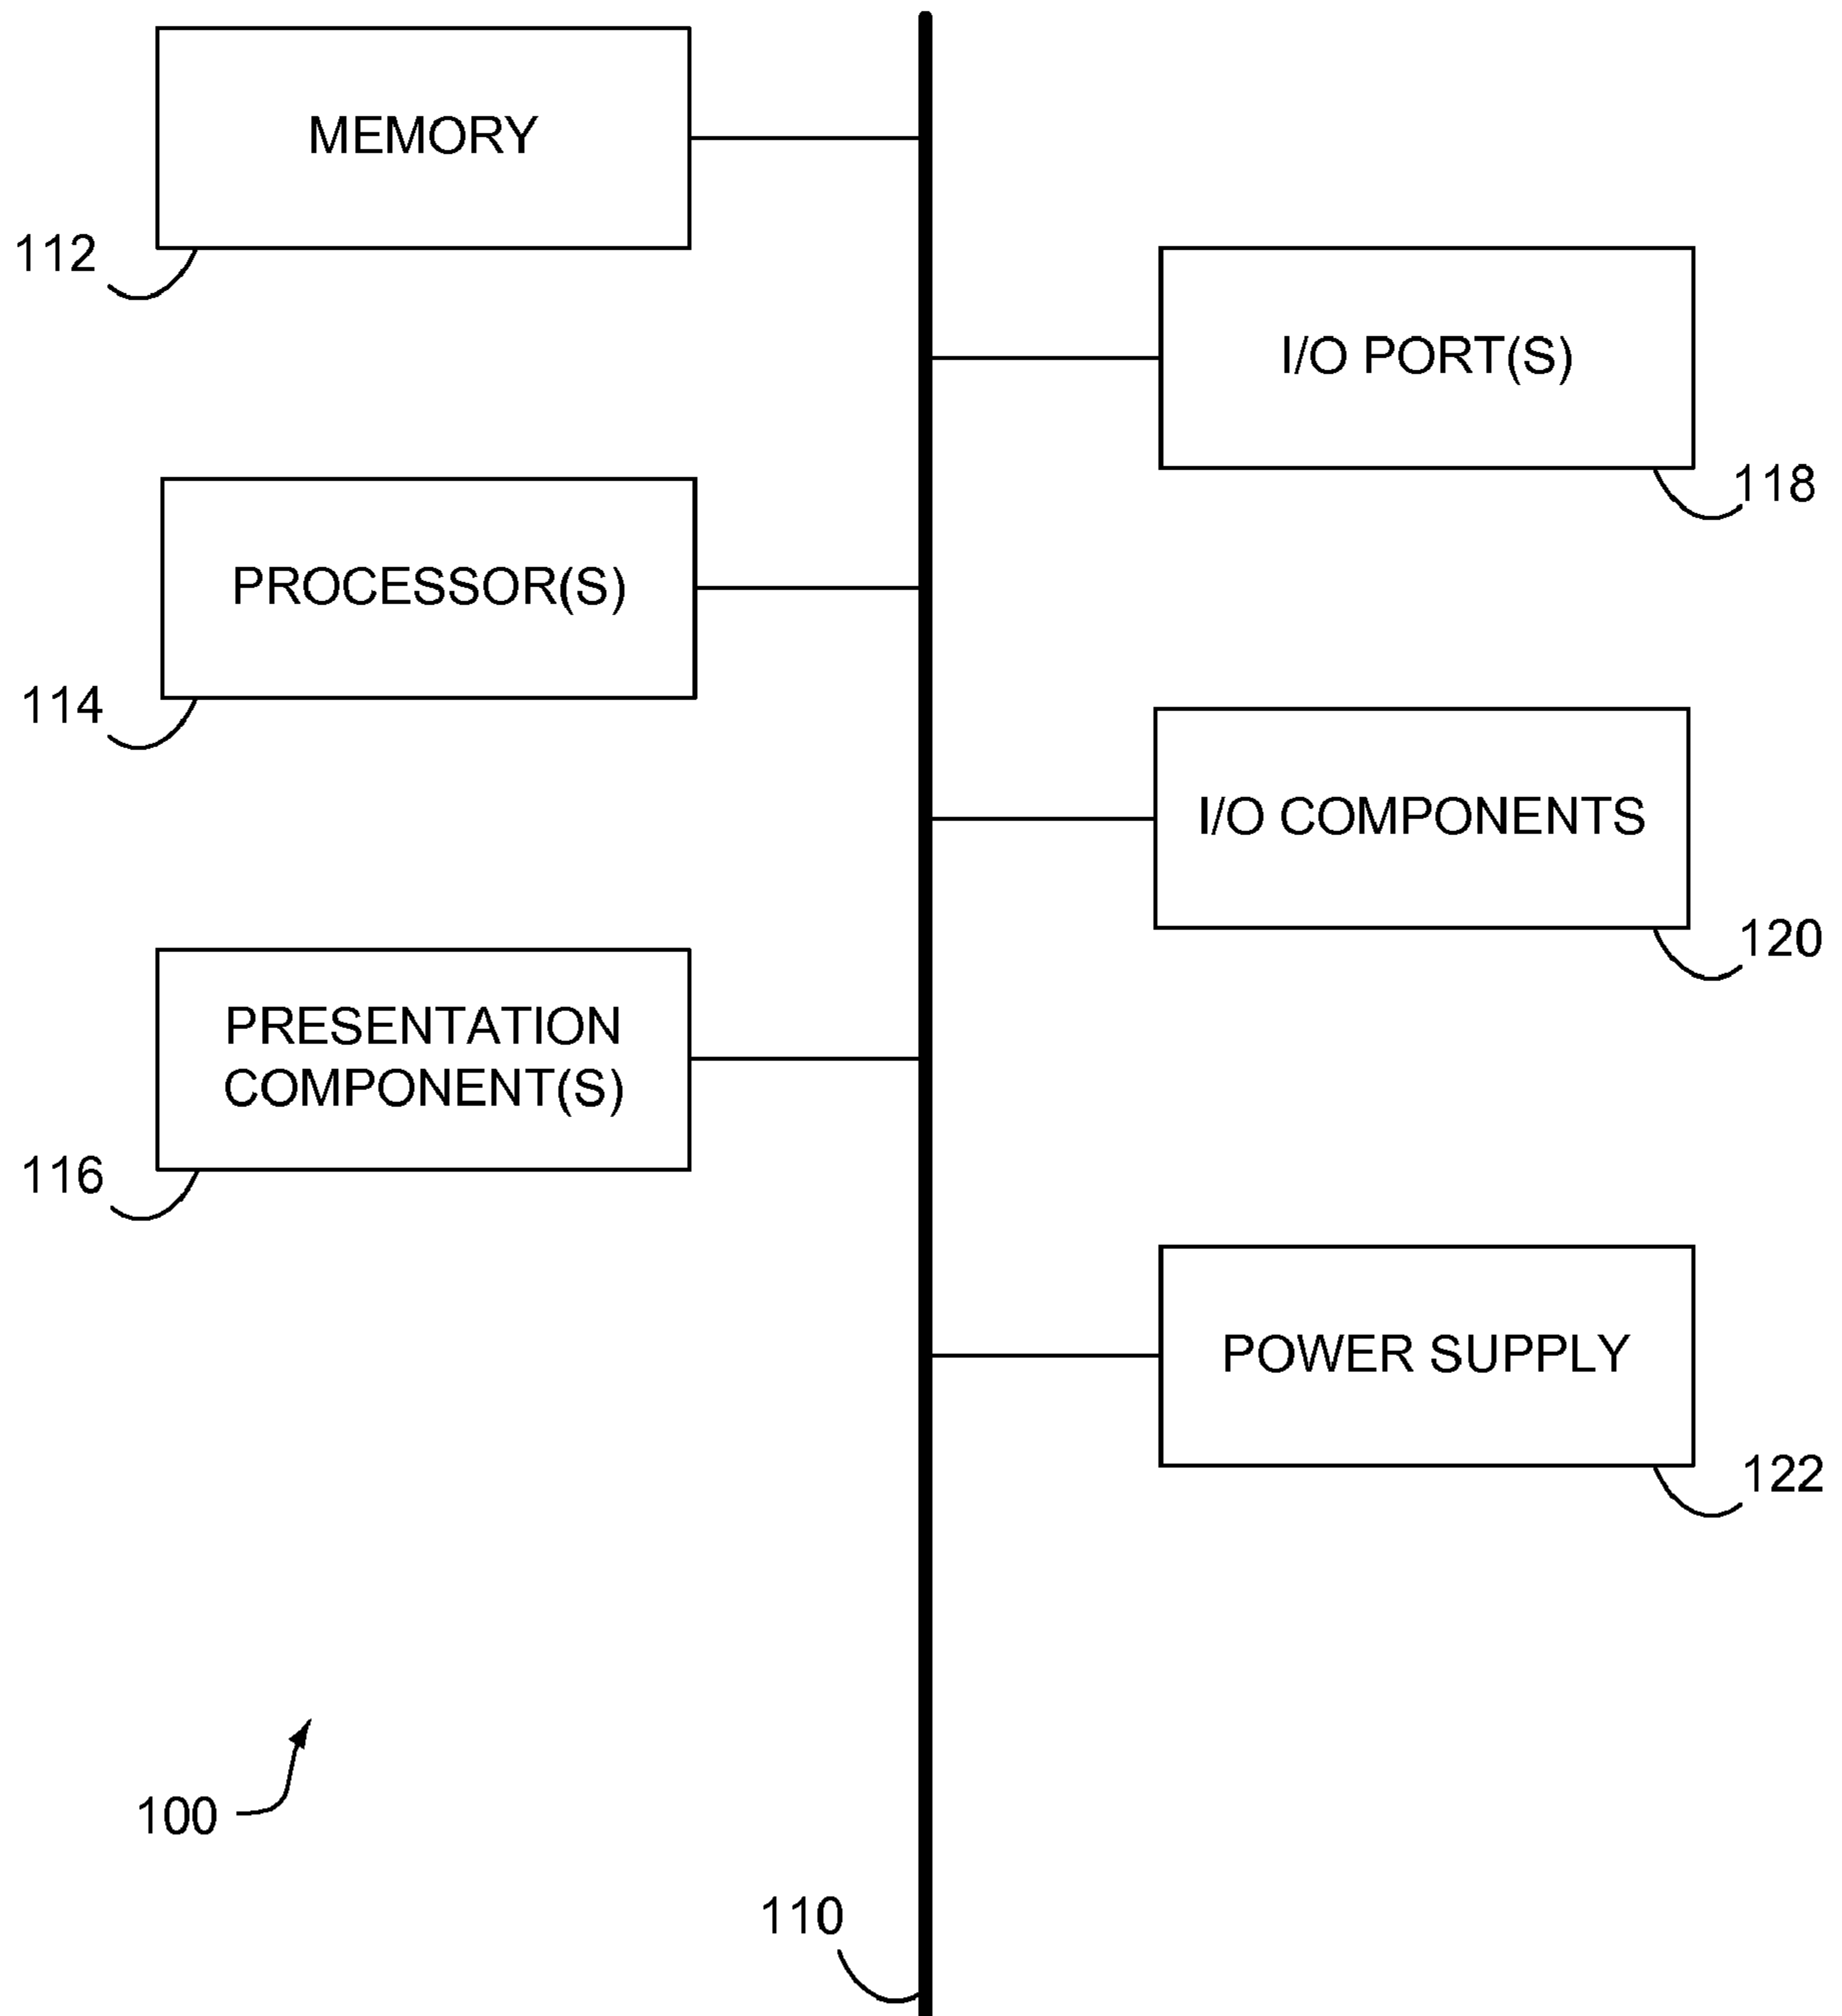 MEMORY
112
I/O PORT(S)
118
PROCESSOR(S)
114
I/O COMPONENTS
120
PRESENTATION
COMPONENT(S)
116
POWER SUPPLY
122
100
110